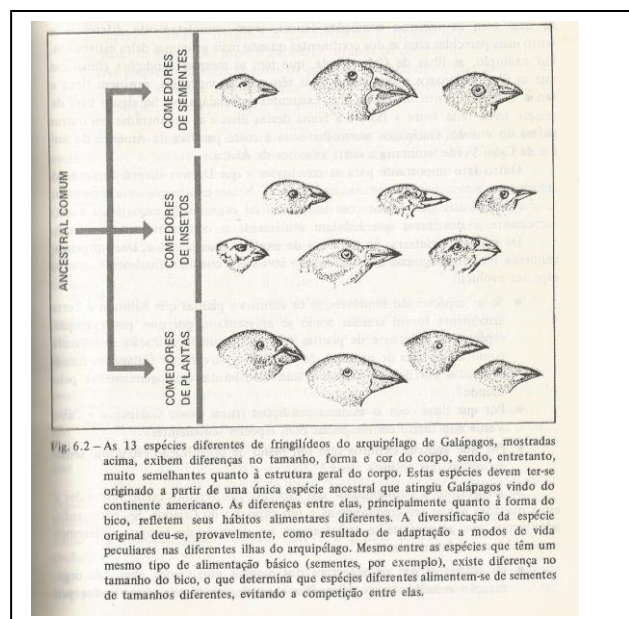 ANCESTRAL COMUM
COMEDORES
DE SEMENTES
COMEDORES
DE INSETOS
COMEDORES
DE PLANTAS
Fig. 6.2 – As 13 espécies diferentes de fringilídeos do arquipélago de Galápagos, mostradas
acima, exibem diferenças no tamanho, forma e cor do corpo, sendo, entretanto,
muito semelhantes quanto à estrutura geral do corpo. Estas espécies devem ter-se
originado a partir de uma única espécie ancestral que atingiu Galápagos vindo do
continente americano. As diferenças entre elas, principalmente quanto à forma do
bico, refletem seus hábitos alimentares diferentes. A diversificação da espécie
original deu-se, provavelmente, como resultado de adaptação a modos de vida
peculiares nas diferentes ilhas do arquipélago. Mesmo entre as espécies que têm um
mesmo tipo de alimentação básico (sementes, por exemplo), existe diferença no
tamanho do bico, o que determina que espécies diferentes alimentem-se de sementes
de tamanhos diferentes, evitando a competição entre elas.